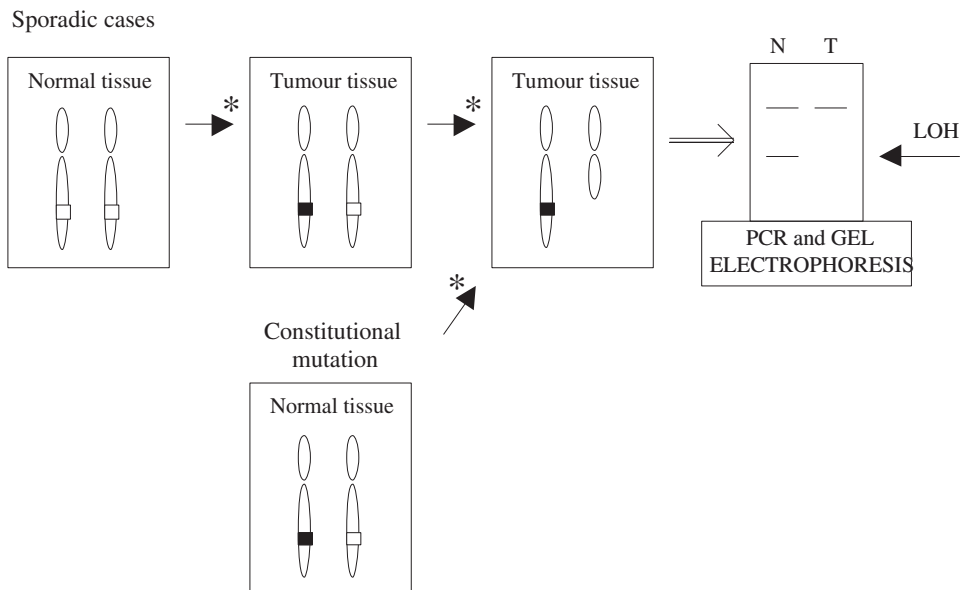 Sporadic cases
Normal tissue
*
Tumour tissue
*
Tumour tissue
N T
LOH
PCR and GEL
ELECTROPHORESIS
*
Constitutional
mutation
Normal tissue